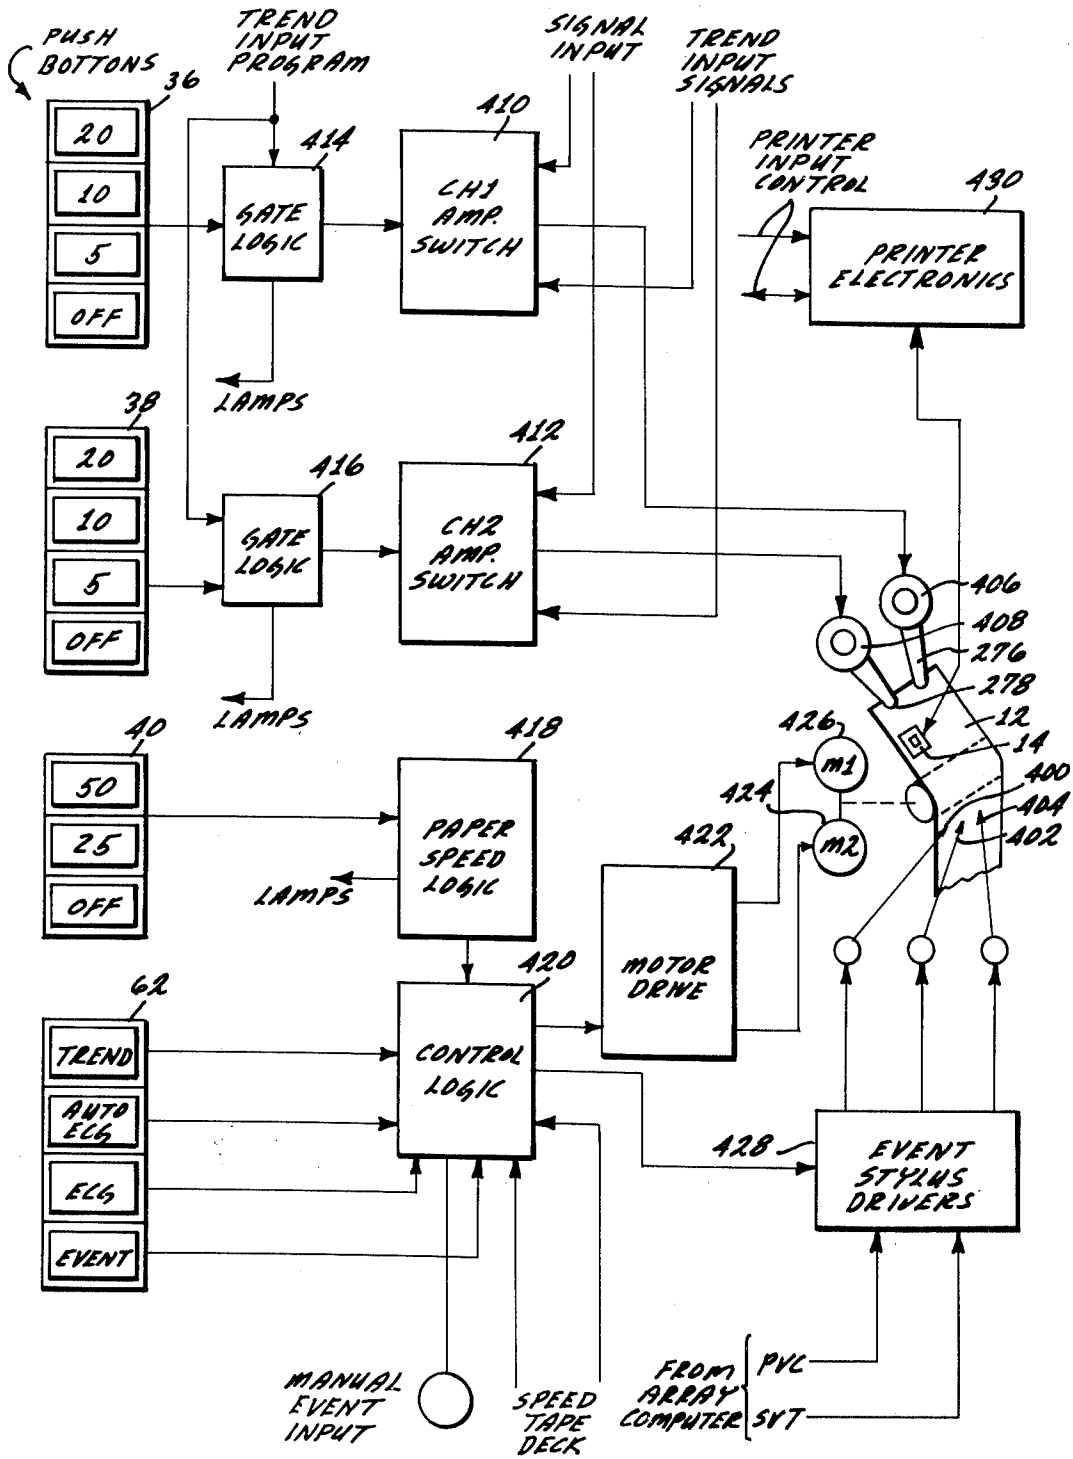 PUSH
BOTTONS
36
20
10
5
OFF
TREND
INPUT
PROGRAM
414
GATE
LOGIC
LAMPS
410
CH1
AMP.
SWITCH
SIGNAL
INPUT
TREND
INPUT
SIGNALS
PRINTER
INPUT
CONTROL
430
PRINTER
ELECTRONICS
38
20
10
5
OFF
416
GATE
LOGIC
LAMPS
412
CH2
AMP.
SWITCH
406
408
276
278
12
14
400
404
402
40
50
25
OFF
418
PAPER
SPEED
LOGIC
LAMPS
426
M1
424
M2
422
MOTOR
DRIVE
62
TREND
AUTO
ECG
ECG
EVENT
420
CONTROL
LOGIC
428
EVENT
STYLUS
DRIVERS
MANUAL
EVENT
INPUT
SPEED
TAPE
DECK
FROM
ARRAY
COMPUTER
PVC
SVT